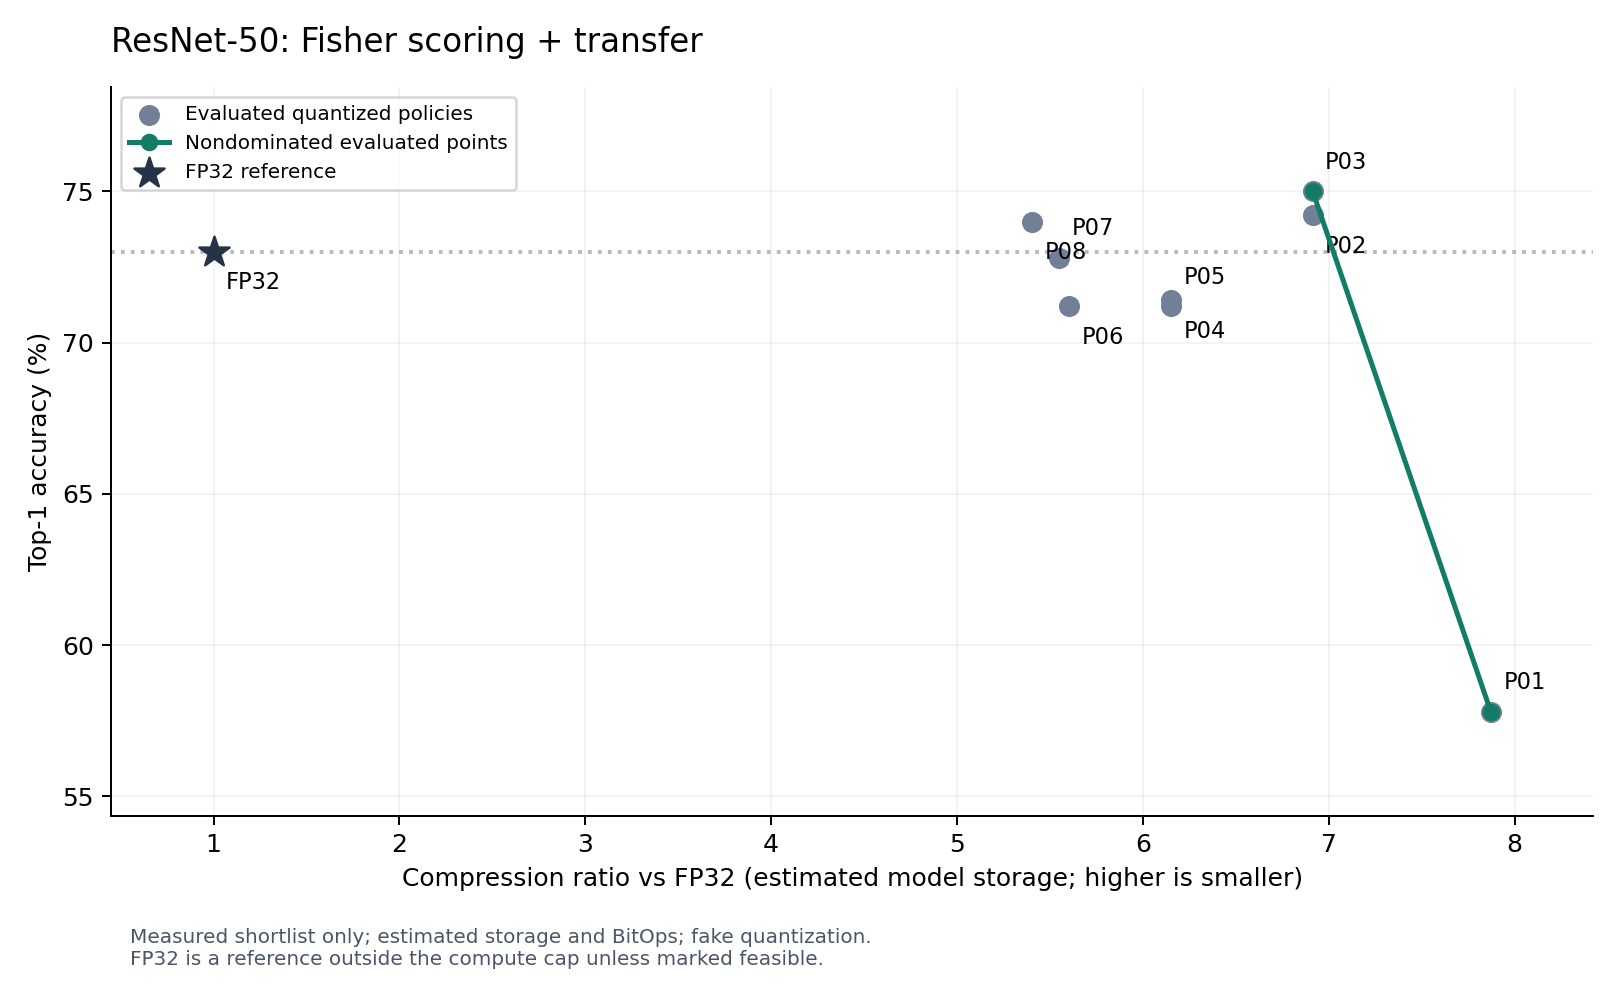 ResNet-50: Fisher scoring + transfer
Evaluated quantized policies
Nondominated evaluated points
FP32 reference
Top-1 accuracy (%)
75
70
65
60
55
P03
P07
P02
P08
FP32
P05
P04
P06
P01
1 2 3 4 5 6 7 8
Compression ratio vs FP32 (estimated model storage; higher is smaller)
Measured shortlist only; estimated storage and BitOps; fake quantization.
FP32 is a reference outside the compute cap unless marked feasible.